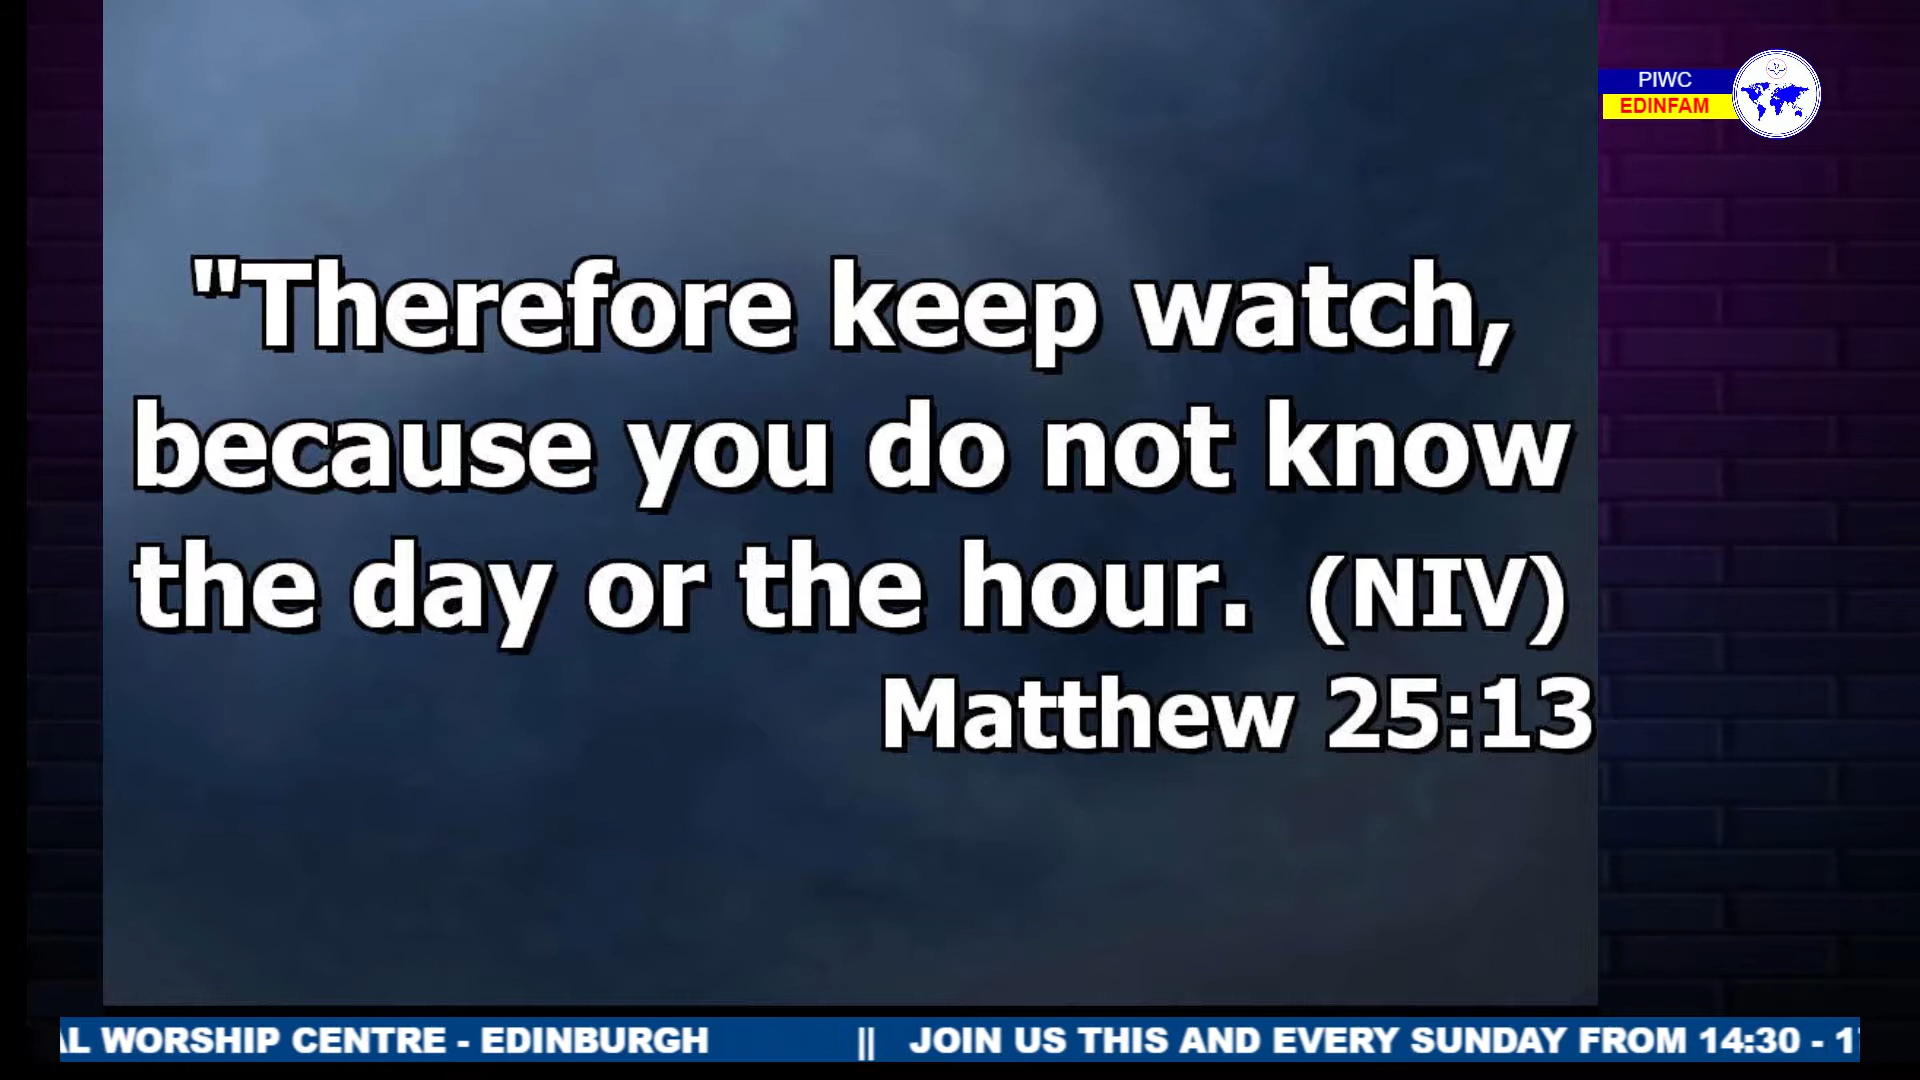 PIWC
EDINFAM
"Therefore keep watch,
because you do not know
the day or the hour. (NIV)
Matthew 25:13
WORSHIP CENTRE - EDINBURGH || JOIN US THIS AND EVERY SUNDAY FROM 14:30 -